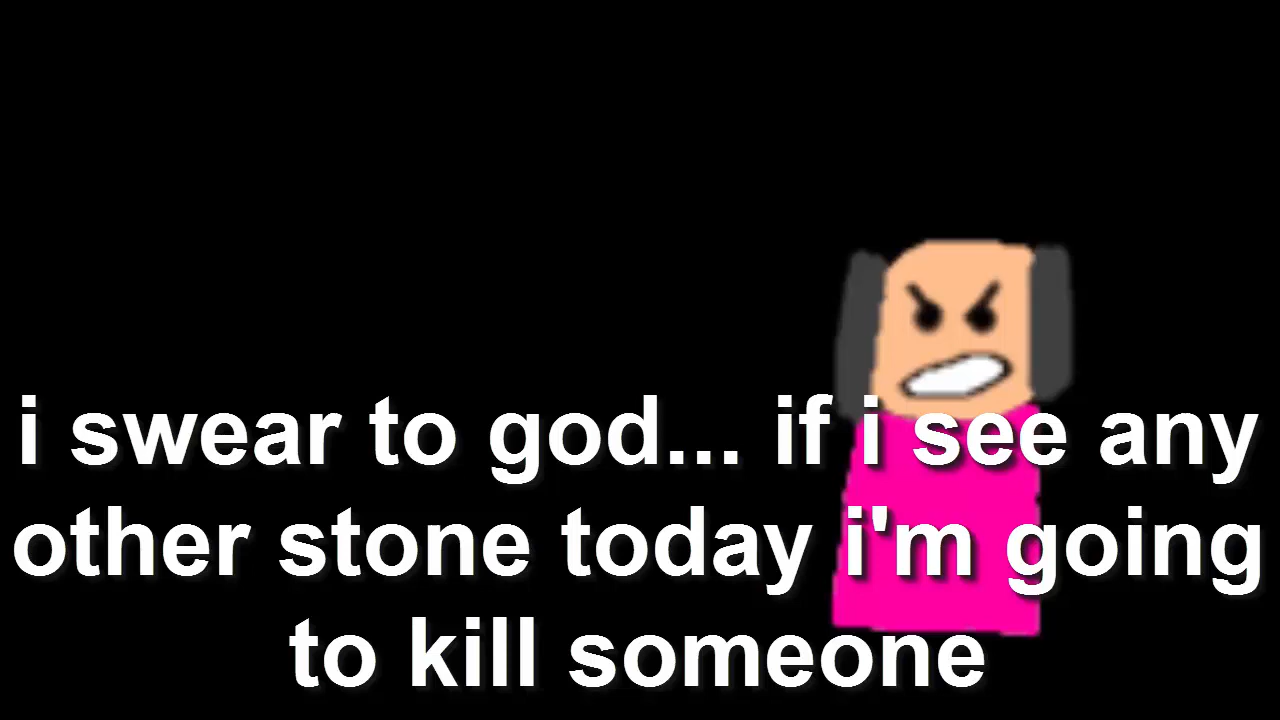 i swear to god... if i see any
other stone today i'm going
to kill someone